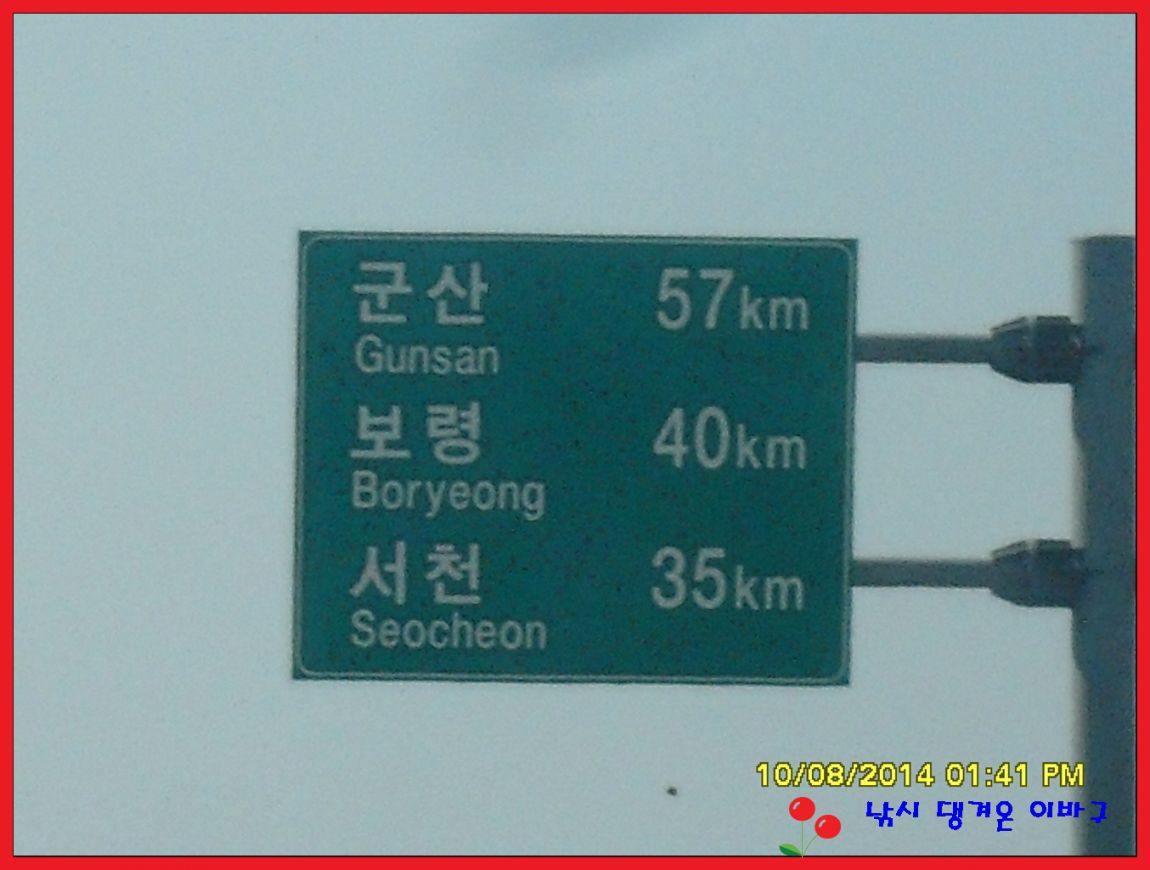 군산 57km
Gunsan
보령 40km
Boryeong
서천 35km
Seocheon
10/08/2014 01:41 PM
낚시 댕겨온 이바구